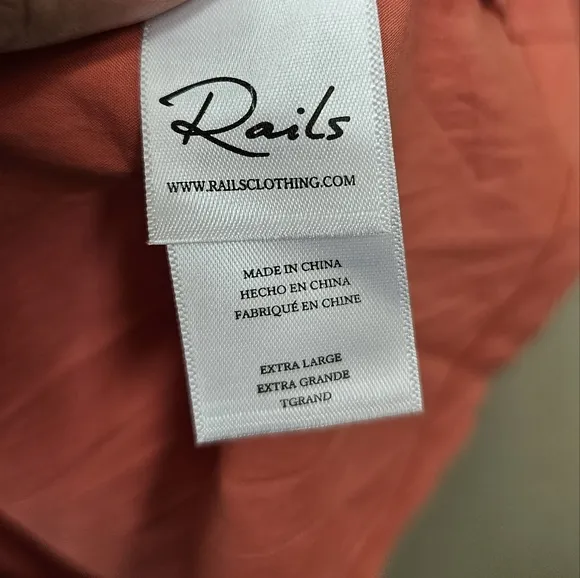 Rails
WWW.RAILSCLOTHING.COM
MADE IN CHINA
HECHO EN CHINA
FABRIQUÉ EN CHINE
EXTRA LARGE
EXTRA GRANDE
TGRAND